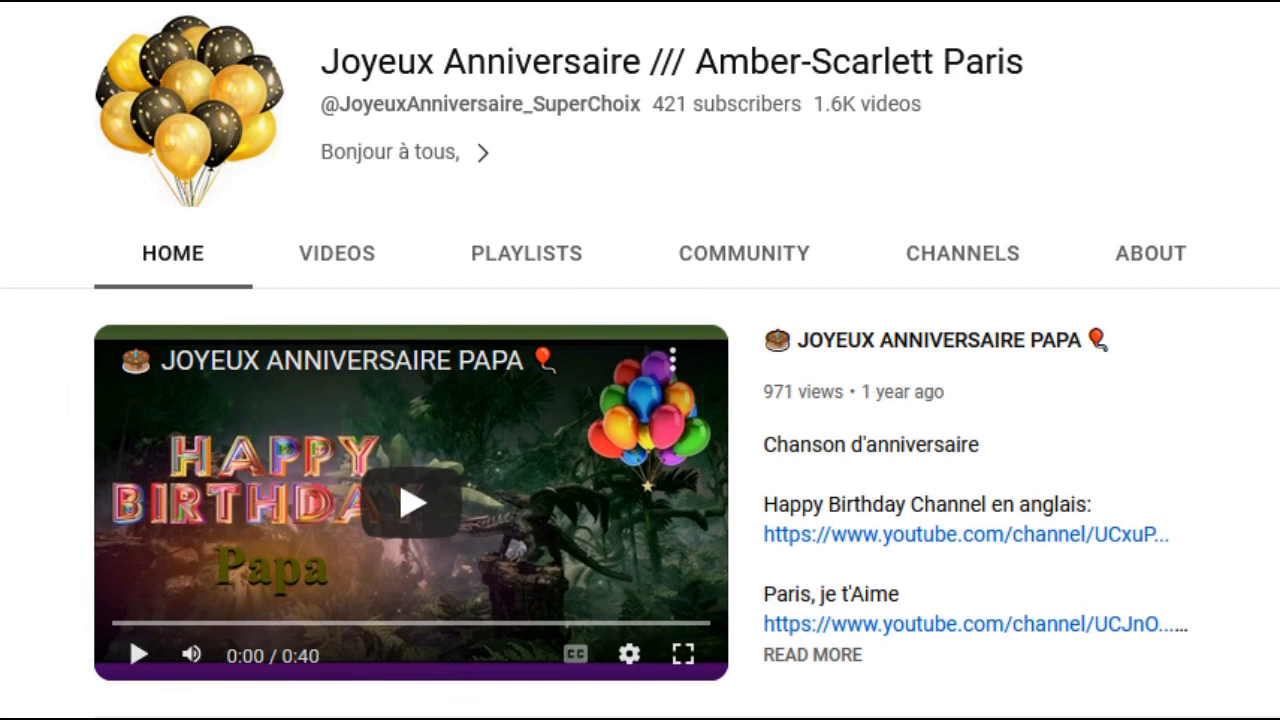 Joyeux Anniversaire /// Amber-Scarlett Paris
@JoyeuxAnniversaire_SuperChoix 421 subscribers 1.6K videos
Bonjour à tous,
HOME VIDEOS PLAYLISTS COMMUNITY CHANNELS ABOUT
🎂 JOYEUX ANNIVERSAIRE PAPA 🎈
HAPPY
BIRTHDAY
Papa
0:00 / 0:40
CC
🎂 JOYEUX ANNIVERSAIRE PAPA 🎈
971 views • 1 year ago
Chanson d'anniversaire
Happy Birthday Channel en anglais:
https://www.youtube.com/channel/UCxuP...
Paris, je t'Aime
https://www.youtube.com/channel/UCJnO......
READ MORE